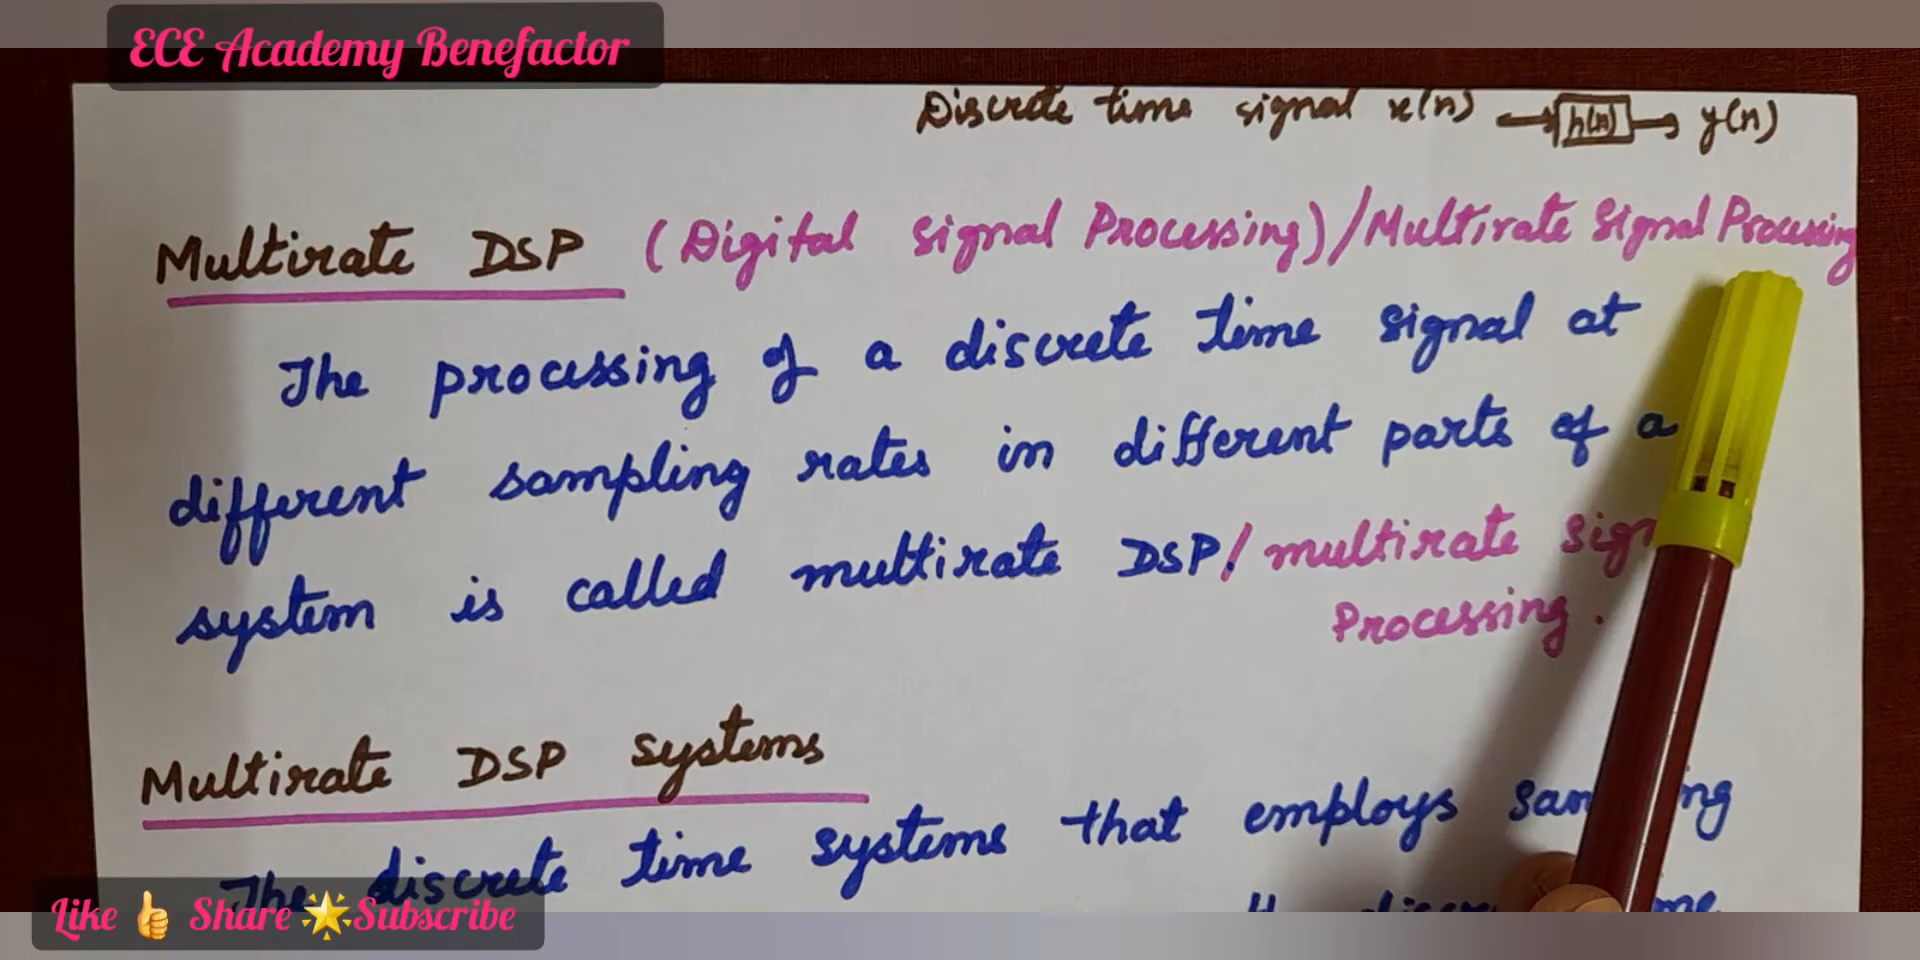 ECE Academy Benefactor
Discrete time signal x(n) → h(n) → y(n)
Multirate DSP (Digital Signal Processing)/Multirate Signal Processing
The processing of a discrete time signal at
different sampling rates in different parts of a
system is called multirate DSP/multirate
Processing.
Multirate DSP systems
The discrete time systems that employs
Like 👍 Share 🌟Subscribe